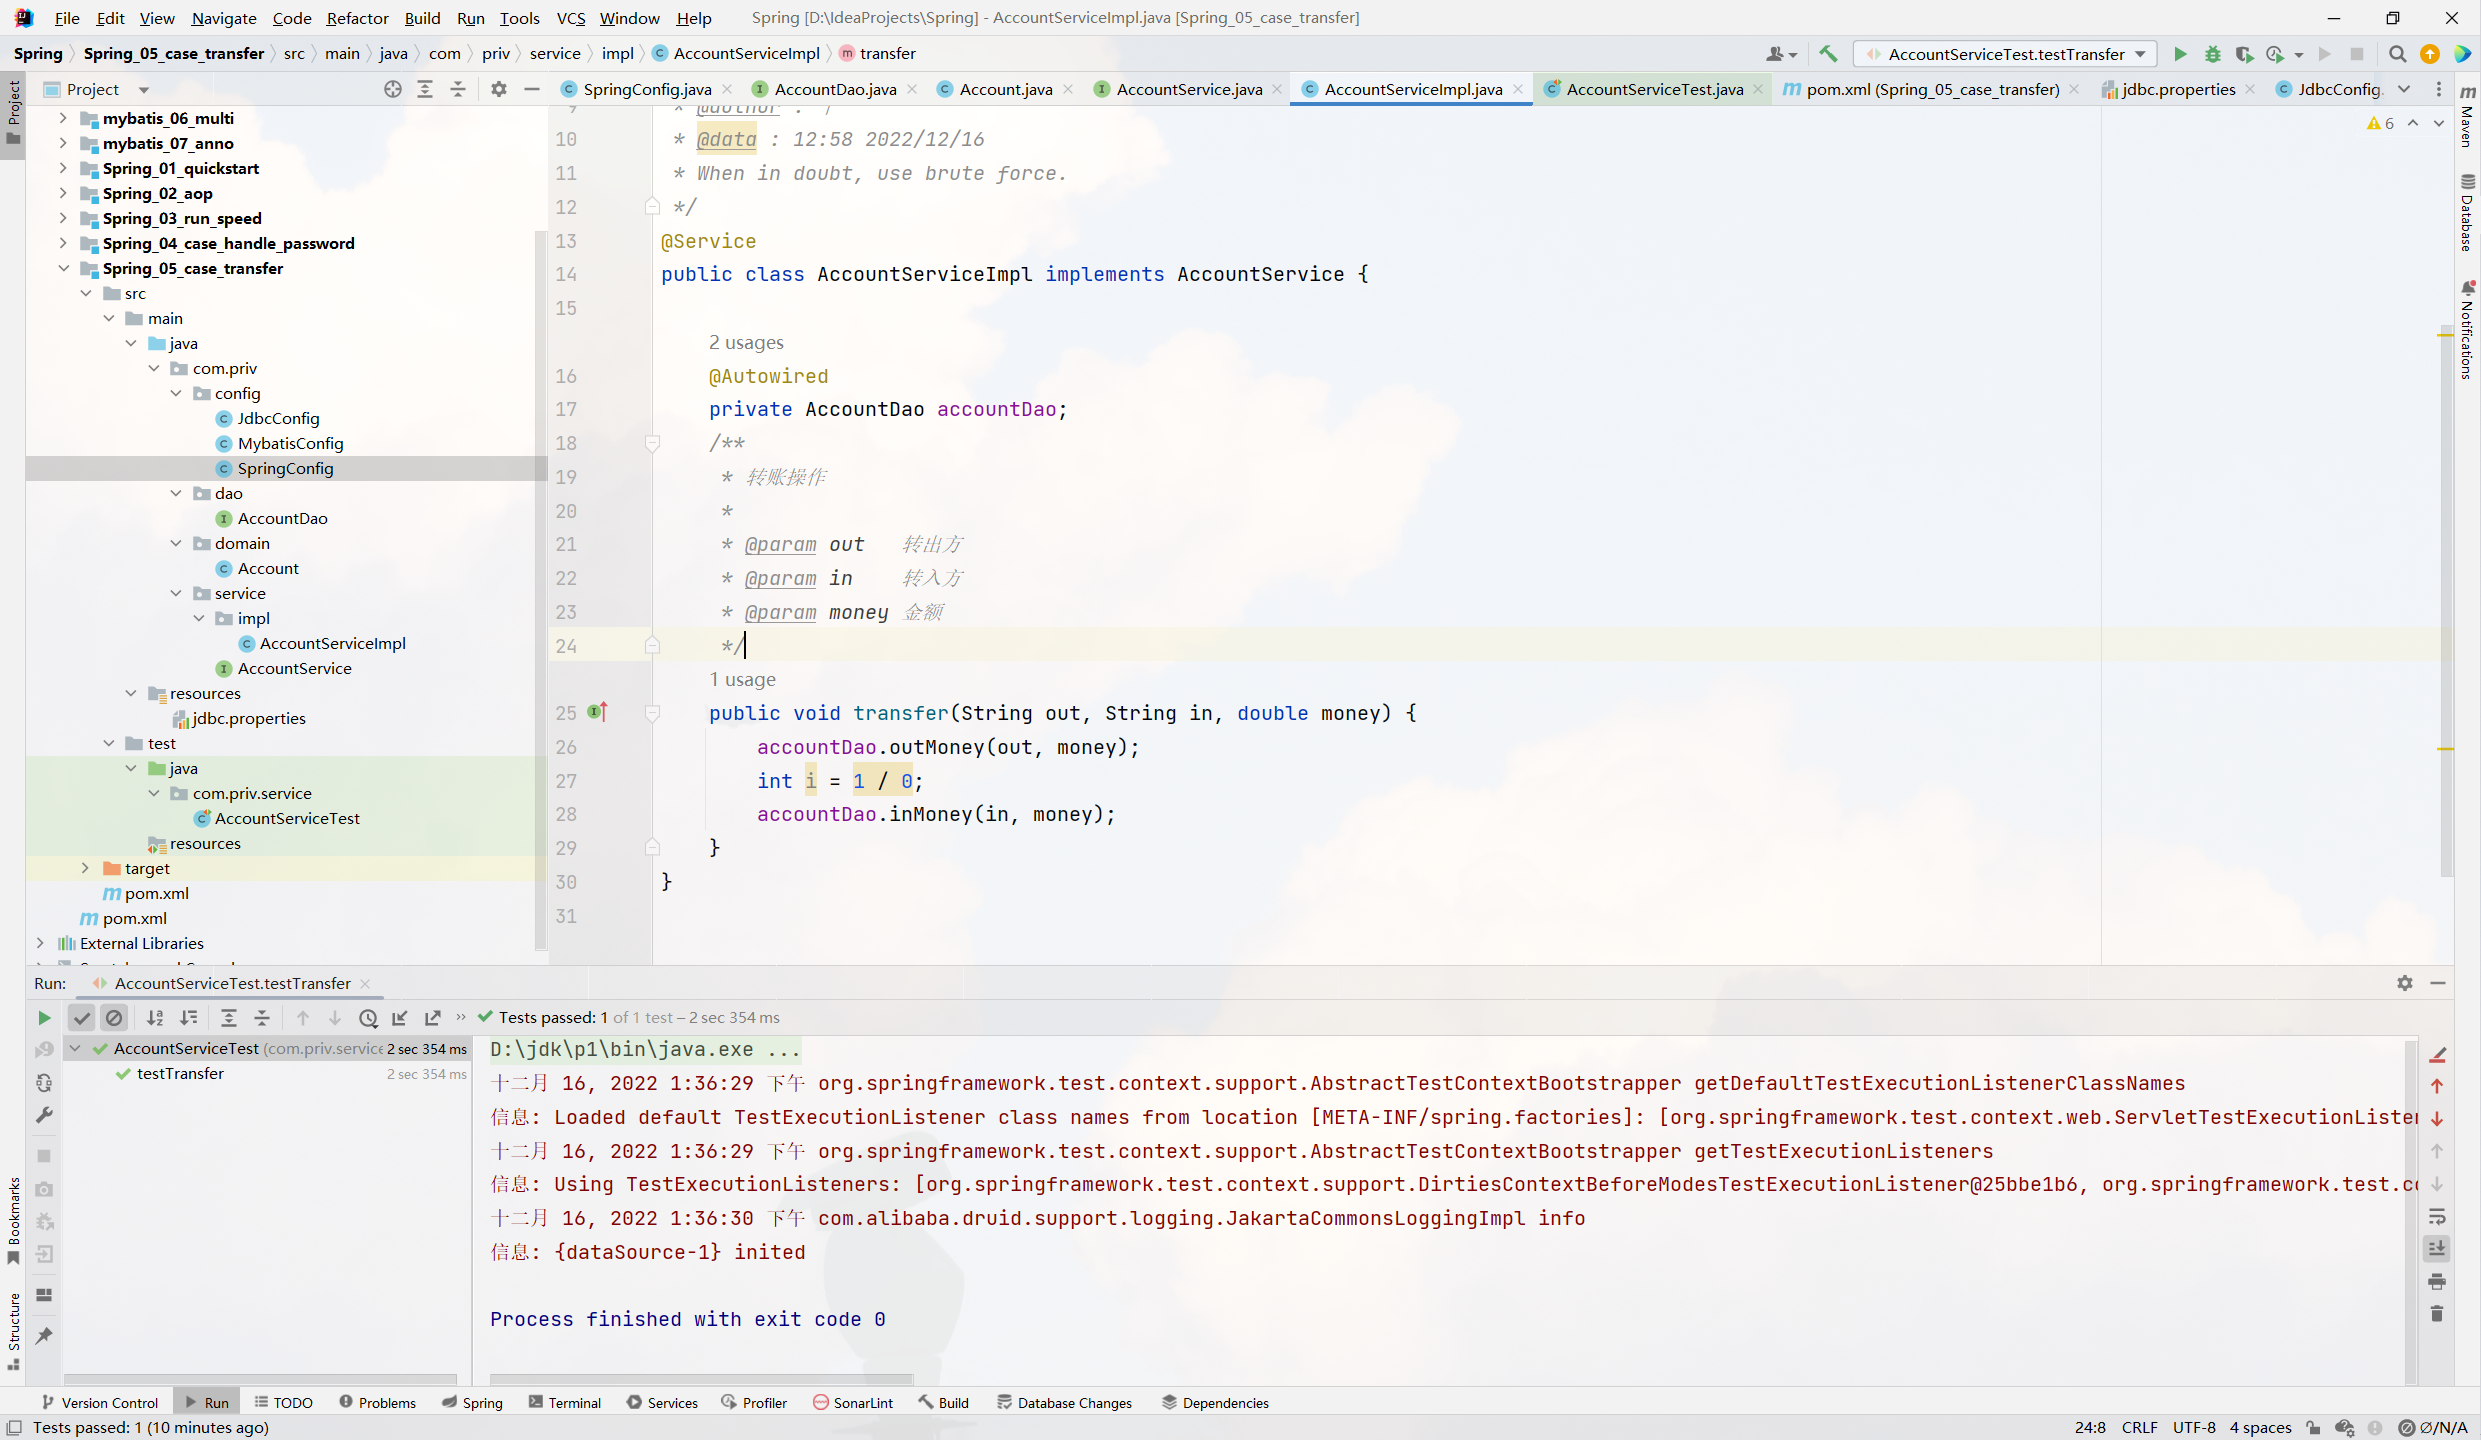 File Edit View Navigate Code Refactor Build Run Tools VCS Window Help Spring [D:\IdeaProjects\Spring] - AccountServiceImpl.java [Spring_05_case_transfer]
Spring Spring_05_case_transfer src main java com priv service impl AccountServiceImpl transfer AccountServiceTest.testTransfer
Project
SpringConfig.java AccountDao.java Account.java AccountService.java AccountServiceImpl.java AccountServiceTest.java pom.xml (Spring_05_case_transfer) jdbc.properties JdbcConfig.
Project
Maven
Database
Notifications
Bookmarks
Structure
mybatis_06_multi
mybatis_07_anno
Spring_01_quickstart
Spring_02_aop
Spring_03_run_speed
Spring_04_case_handle_password
Spring_05_case_transfer
src
main
java
com.priv
config
JdbcConfig
MybatisConfig
SpringConfig
dao
AccountDao
domain
Account
service
impl
AccountServiceImpl
AccountService
resources
jdbc.properties
test
java
com.priv.service
AccountServiceTest
resources
target
pom.xml
pom.xml
External Libraries
6
9 * @author :
10 * @data : 12:58 2022/12/16
11 * When in doubt, use brute force.
12 */
13 @Service
14 public class AccountServiceImpl implements AccountService {
15
2 usages
16 @Autowired
17 private AccountDao accountDao;
18 /**
19 * 转账操作
20 *
21 * @param out 转出方
22 * @param in 转入方
23 * @param money 金额
24 */
1 usage
25 public void transfer(String out, String in, double money) {
26 accountDao.outMoney(out, money);
27 int i = 1 / 0;
28 accountDao.inMoney(in, money);
29 }
30 }
31
Run: AccountServiceTest.testTransfer
Tests passed: 1 of 1 test – 2 sec 354 ms
AccountServiceTest (com.priv.service 2 sec 354 ms
testTransfer 2 sec 354 ms
D:\jdk\p1\bin\java.exe ...
十二月 16, 2022 1:36:29 下午 org.springframework.test.context.support.AbstractTestContextBootstrapper getDefaultTestExecutionListenerClassNames
信息: Loaded default TestExecutionListener class names from location [META-INF/spring.factories]: [org.springframework.test.context.web.ServletTestExecutionListener
十二月 16, 2022 1:36:29 下午 org.springframework.test.context.support.AbstractTestContextBootstrapper getTestExecutionListeners
信息: Using TestExecutionListeners: [org.springframework.test.context.support.DirtiesContextBeforeModesTestExecutionListener@25bbe1b6, org.springframework.test.co
十二月 16, 2022 1:36:30 下午 com.alibaba.druid.support.logging.JakartaCommonsLoggingImpl info
信息: {dataSource-1} inited
Process finished with exit code 0
Version Control Run TODO Problems Spring Terminal Services Profiler SonarLint Build Database Changes Dependencies
Tests passed: 1 (10 minutes ago) 24:8 CRLF UTF-8 4 spaces Ø/N/A